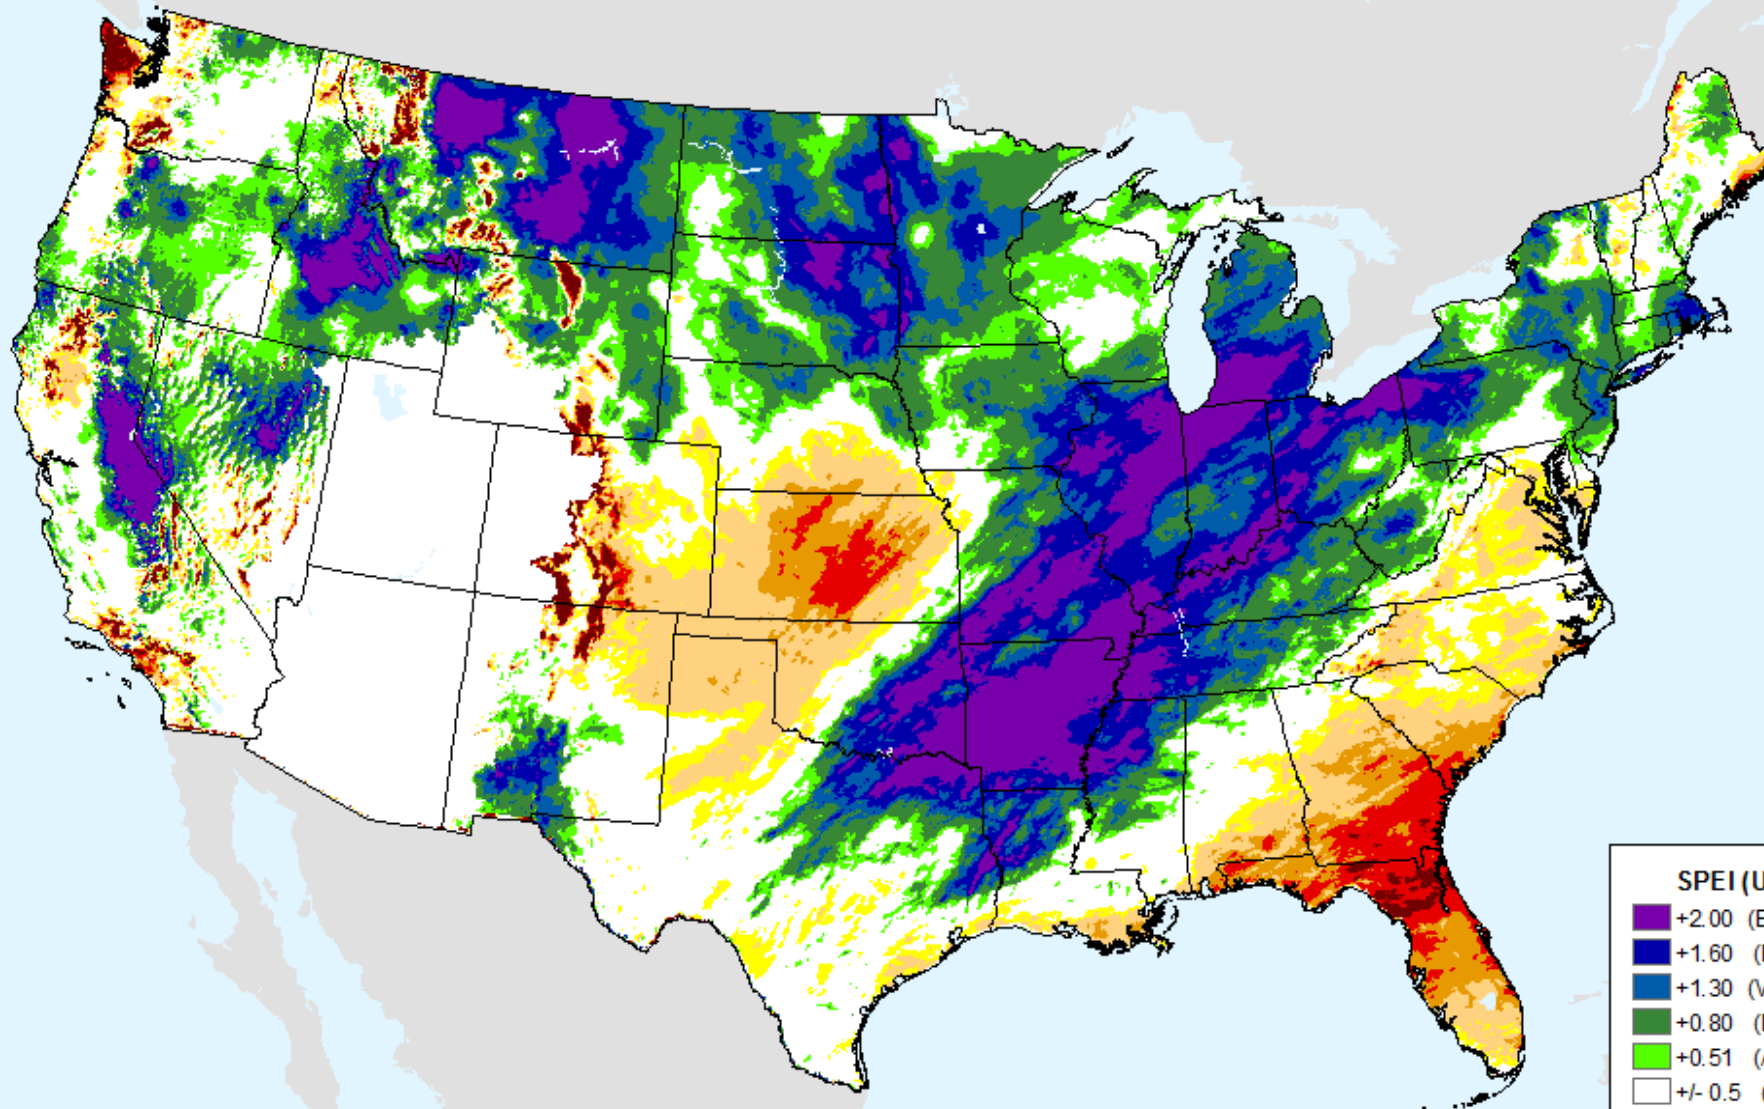 SPEI (U
+2.00 (E
+1.60 (
+1.30 (V
+0.80 (
+0.51 (
+/- 0.5 (